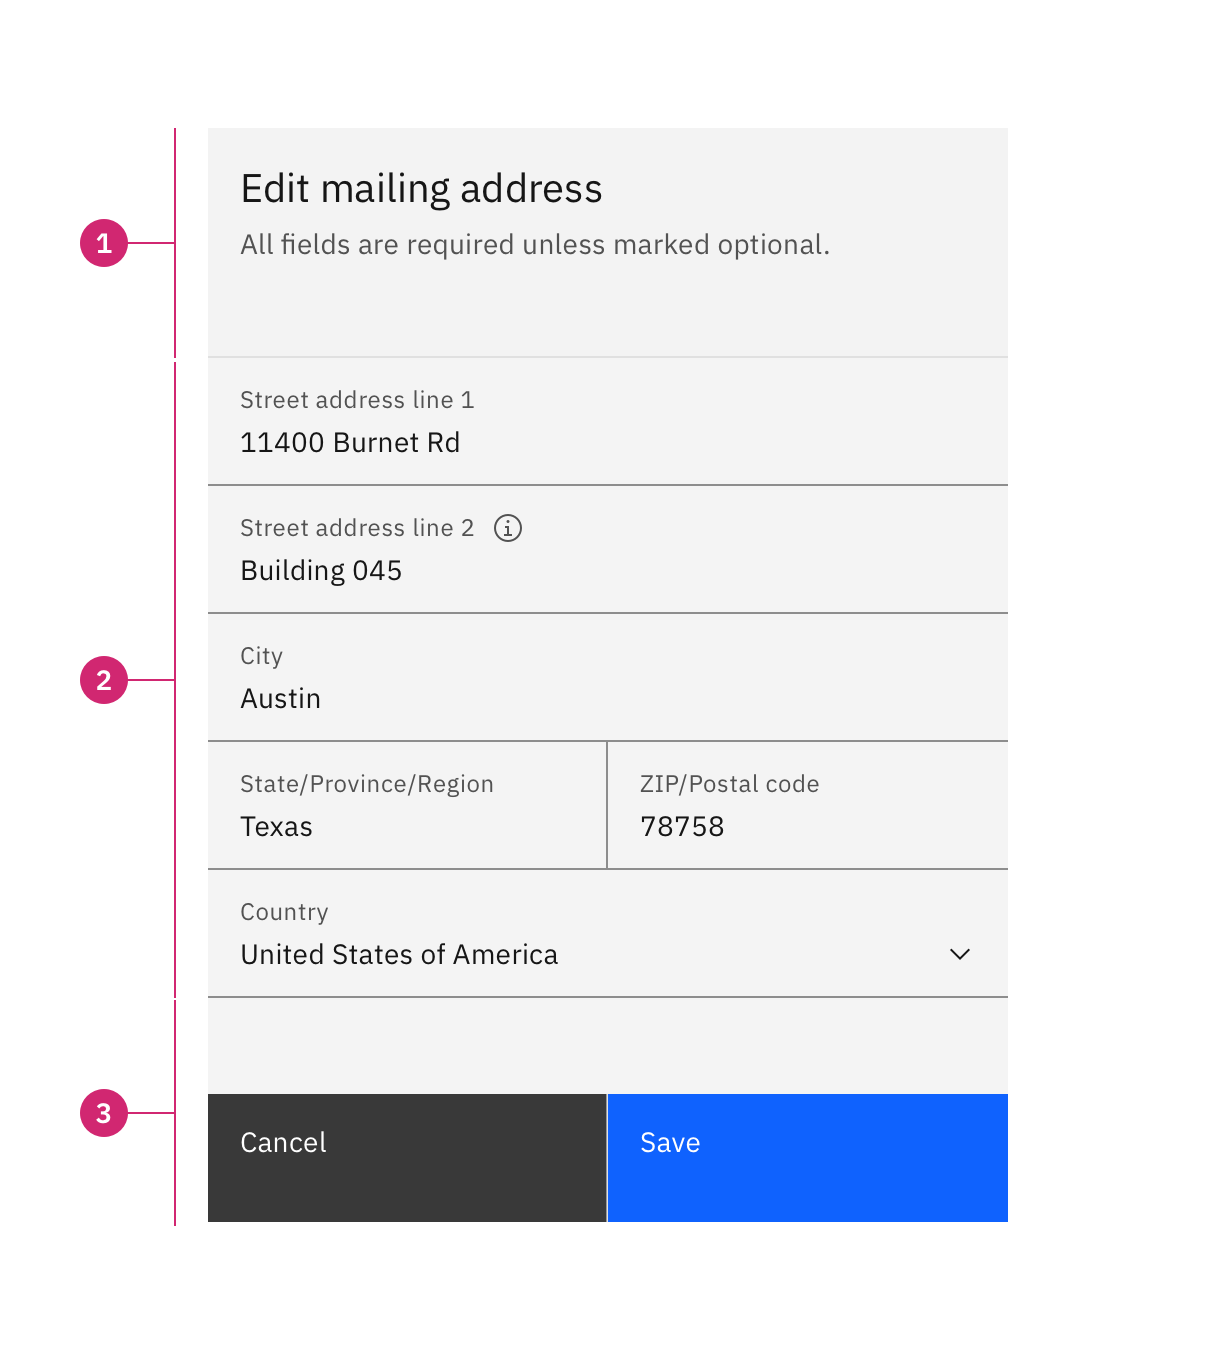 1
Edit mailing address
All fields are required unless marked optional.
2
Street address line 1
11400 Burnet Rd
Street address line 2
Building 045
City
Austin
State/Province/Region
Texas
ZIP/Postal code
78758
Country
United States of America
3
Cancel
Save